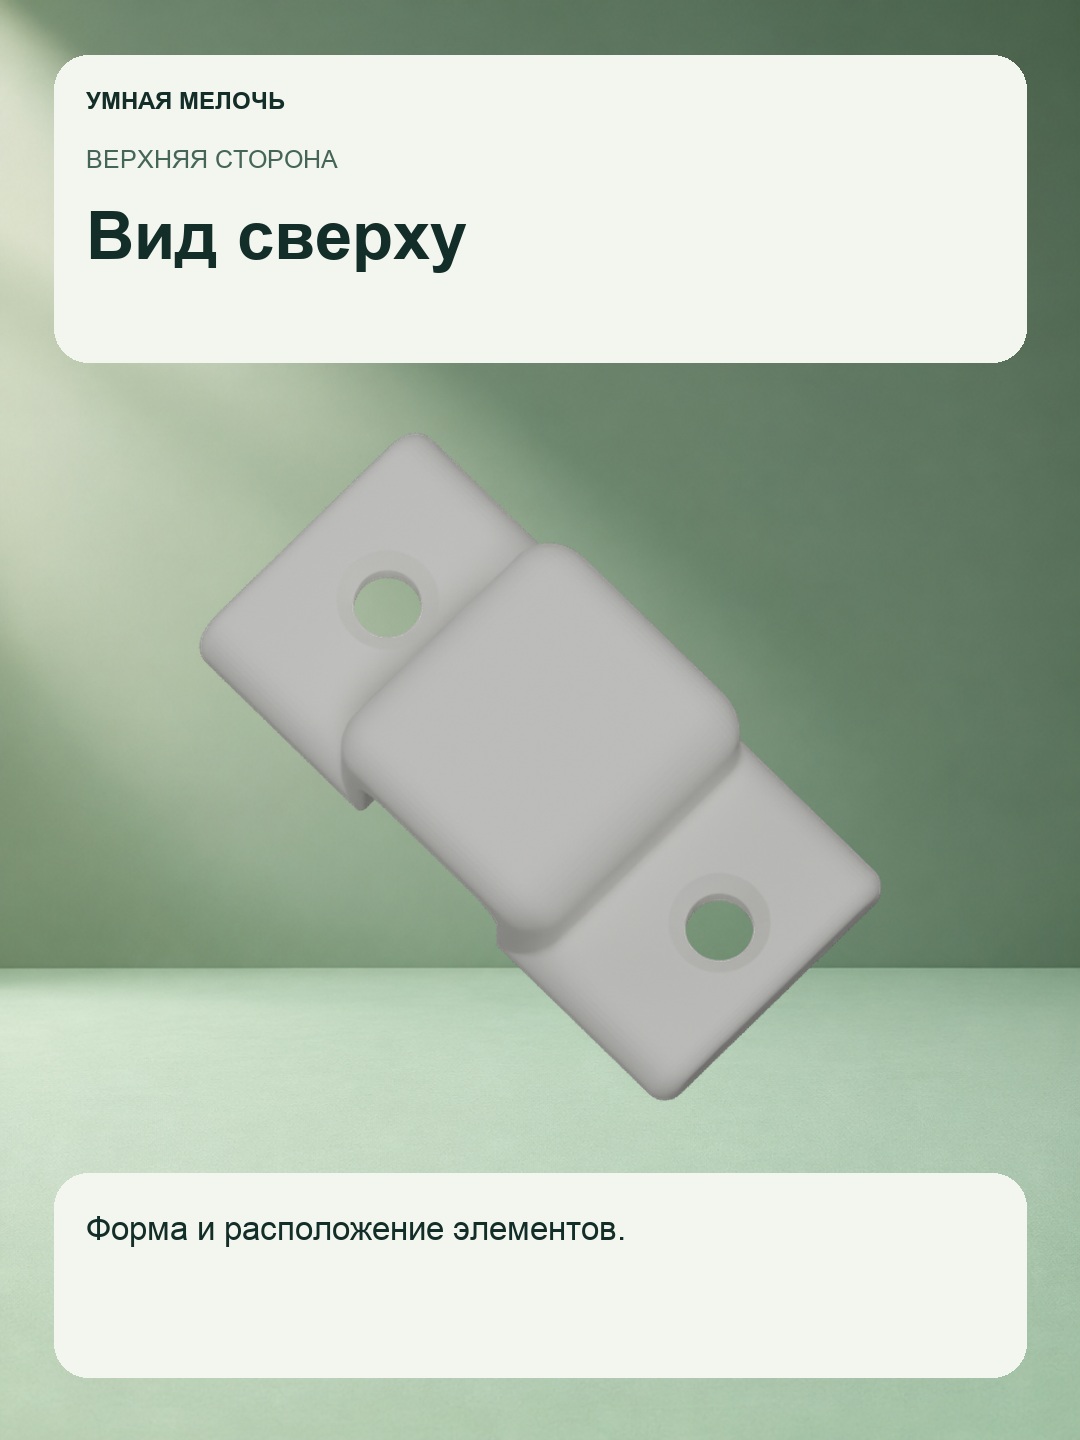 УМНАЯ МЕЛОЧЬ
ВЕРХНЯЯ СТОРОНА
Вид сверху
Форма и расположение элементов.